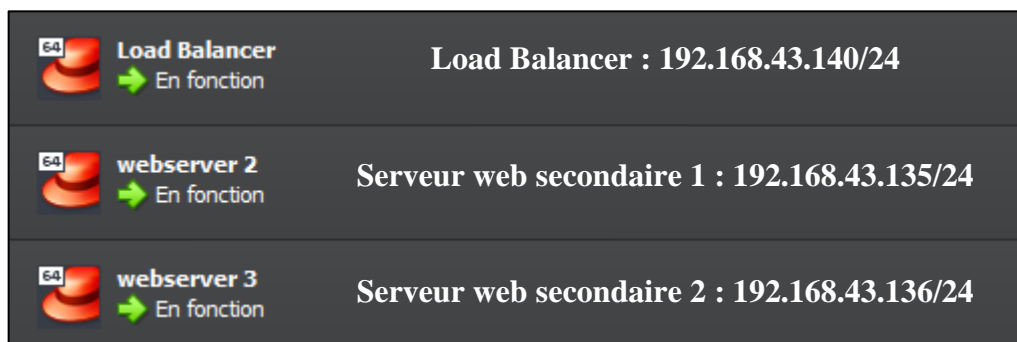 64
Load Balancer
En fonction
Load Balancer : 192.168.43.140/24
64
webserver 2
En fonction
Serveur web secondaire 1 : 192.168.43.135/24
64
webserver 3
En fonction
Serveur web secondaire 2 : 192.168.43.136/24